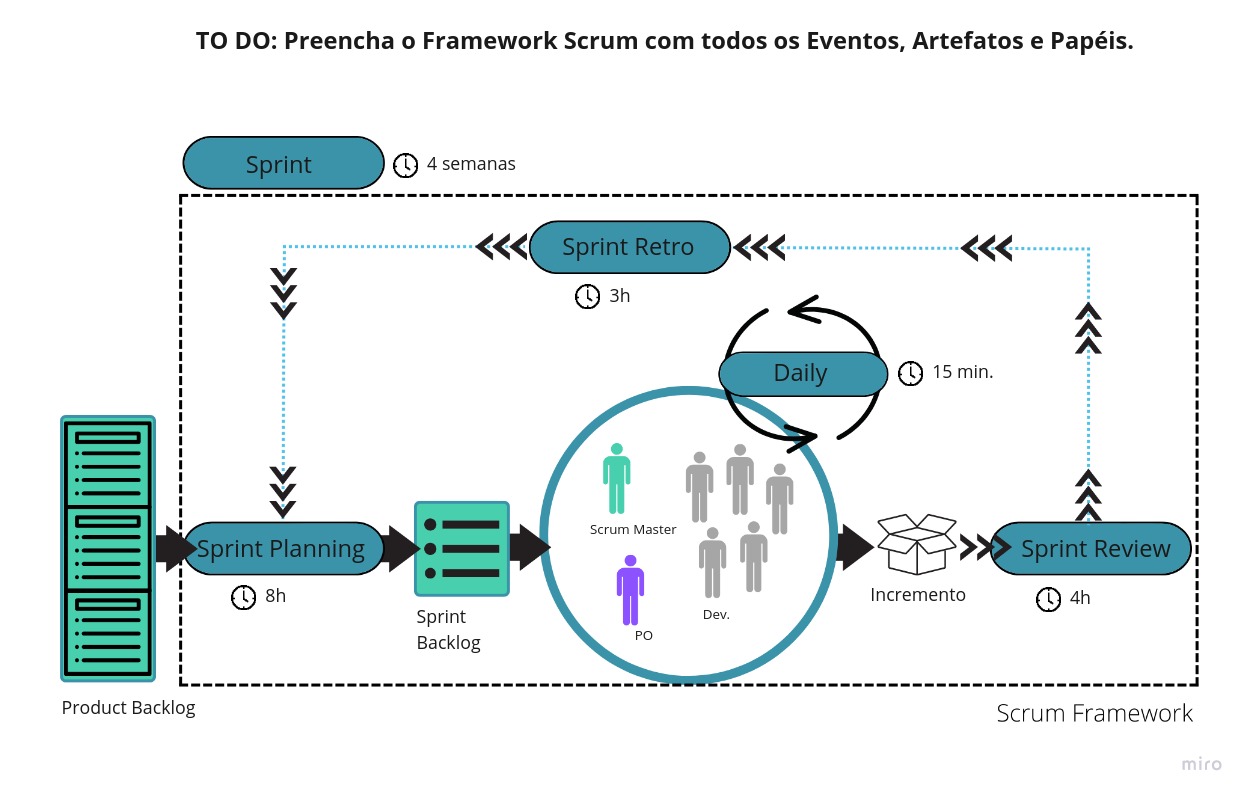 TO DO: Preencha o Framework Scrum com todos os Eventos, Artefatos e Papéis.
Sprint
4 semanas
Sprint Retro
3h
Daily
15 min.
Scrum Master
Sprint Planning
8h
Sprint
Backlog
PO
Dev.
Incremento
Sprint Review
4h
Product Backlog
Scrum Framework
miro